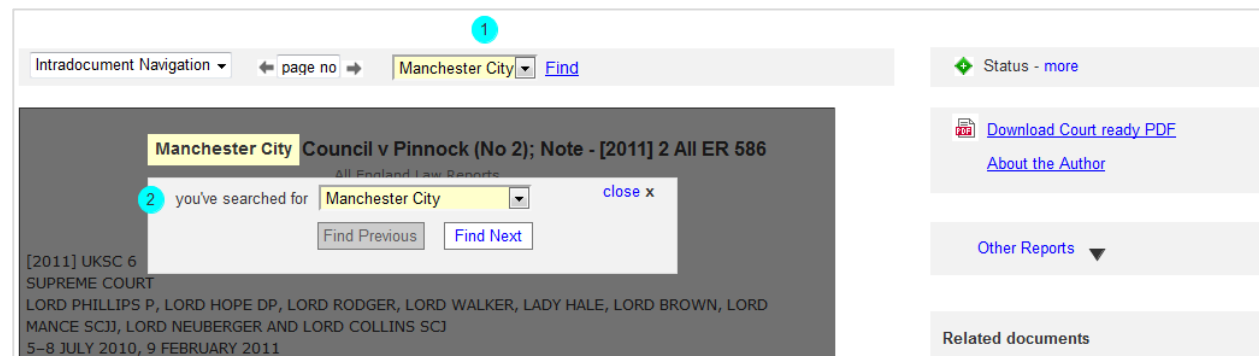 1
Intradocument Navigation page no Manchester City Find
Status - more
Manchester City Council v Pinnock (No 2); Note - [2011] 2 All ER 586
All England Law Reports
2 you've searched for Manchester City close x
Find Previous Find Next
[2011] UKSC 6
SUPREME COURT
LORD PHILLIPS P, LORD HOPE DP, LORD RODGER, LORD WALKER, LADY HALE, LORD BROWN, LORD
MANCE SCJJ, LORD NEUBERGER AND LORD COLLINS SCJ
5–8 JULY 2010, 9 FEBRUARY 2011
PDF
Download Court ready PDF
About the Author
Other Reports
Related documents